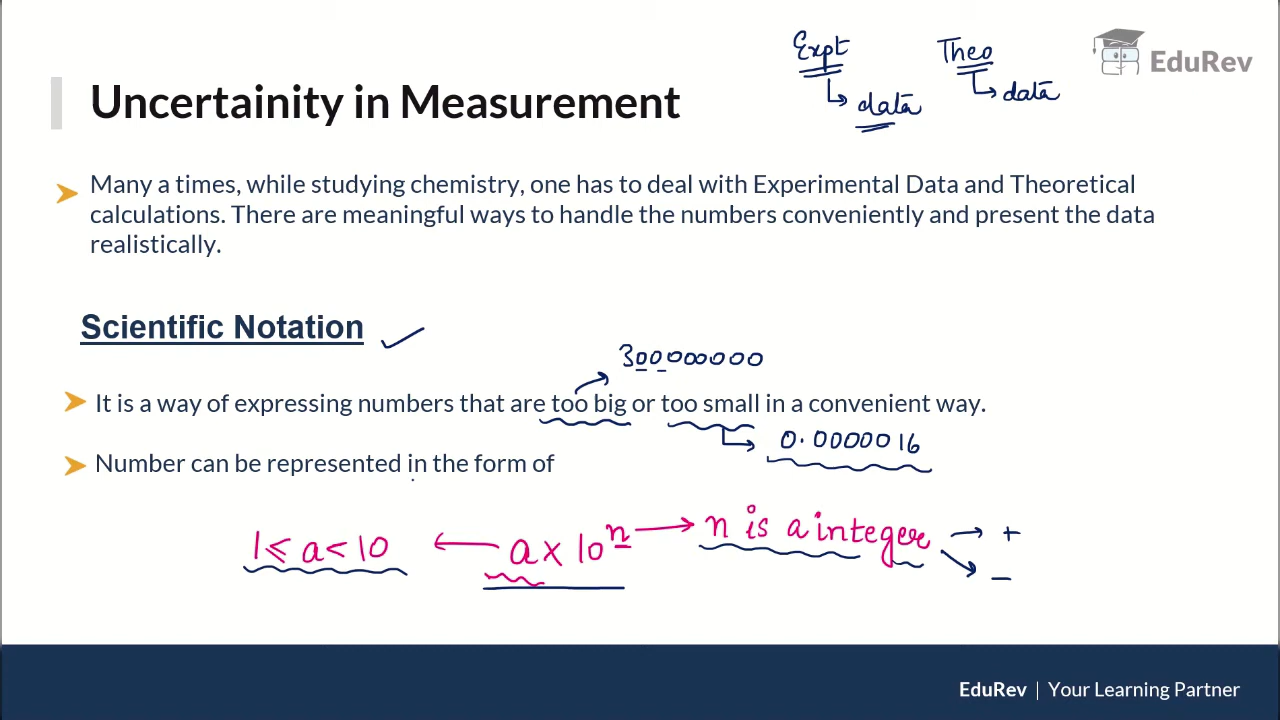 Expt Theo
EduRev
data data
Uncertainity in Measurement
Many a times, while studying chemistry, one has to deal with Experimental Data and Theoretical
calculations. There are meaningful ways to handle the numbers conveniently and present the data
realistically.
Scientific Notation
300000000
It is a way of expressing numbers that are too big or too small in a convenient way.
0.0000016
Number can be represented in the form of
1 ≤ a < 10 a × 10ⁿ n is a integer +
−
EduRev | Your Learning Partner